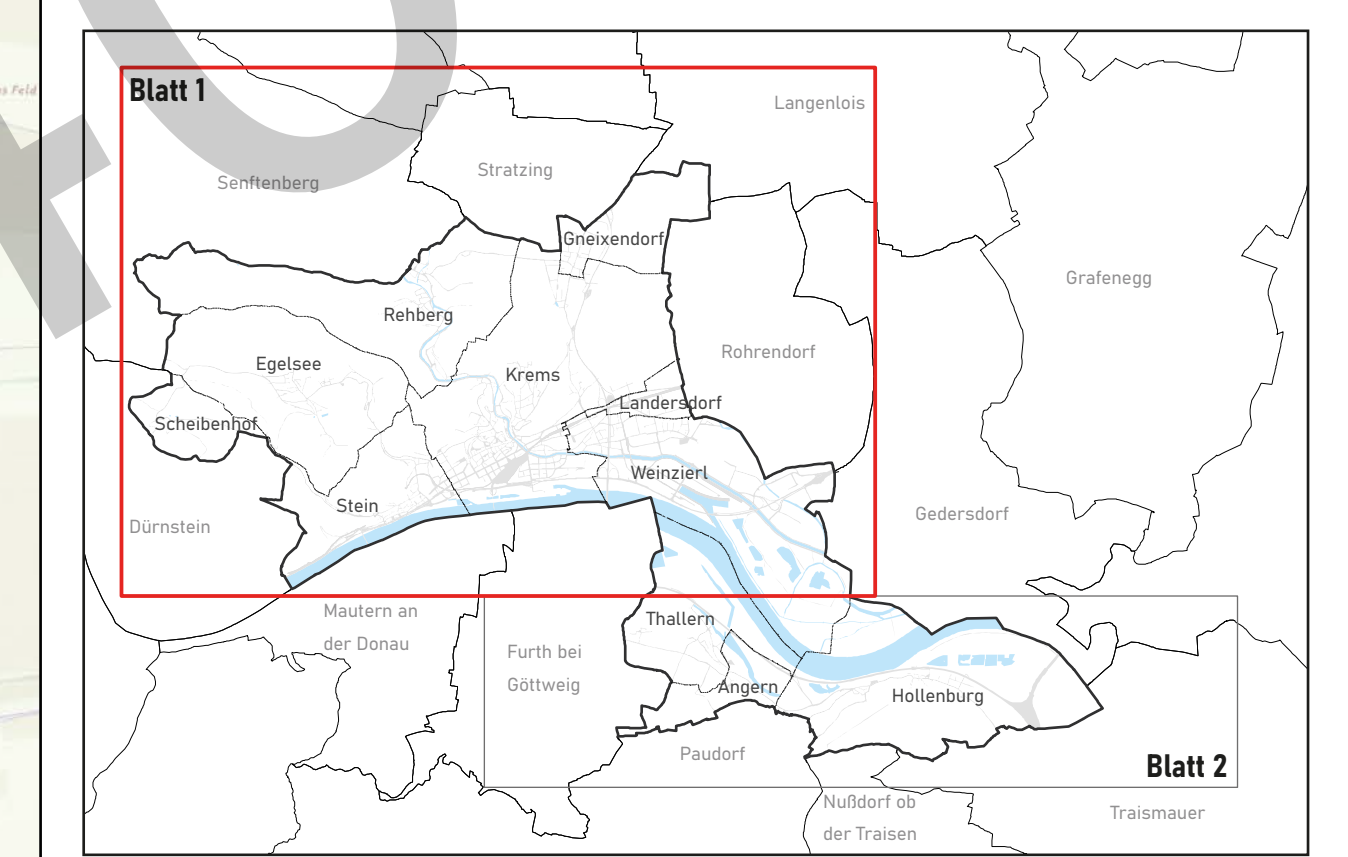 s Feld
Blatt 1
Langenlois
Stratzing
Senftenberg
Gneixendorf
Grafenegg
Rehberg
Rohrendorf
Egelsee
Krems
Landersdorf
Scheibenhof
Weinzierl
Stein
Gedersdorf
Dürnstein
Mautern an
der Donau
Thallern
Furth bei
Göttweig
Angern
Hollenburg
Paudorf
Blatt 2
Nußdorf ob
der Traisen
Traismauer